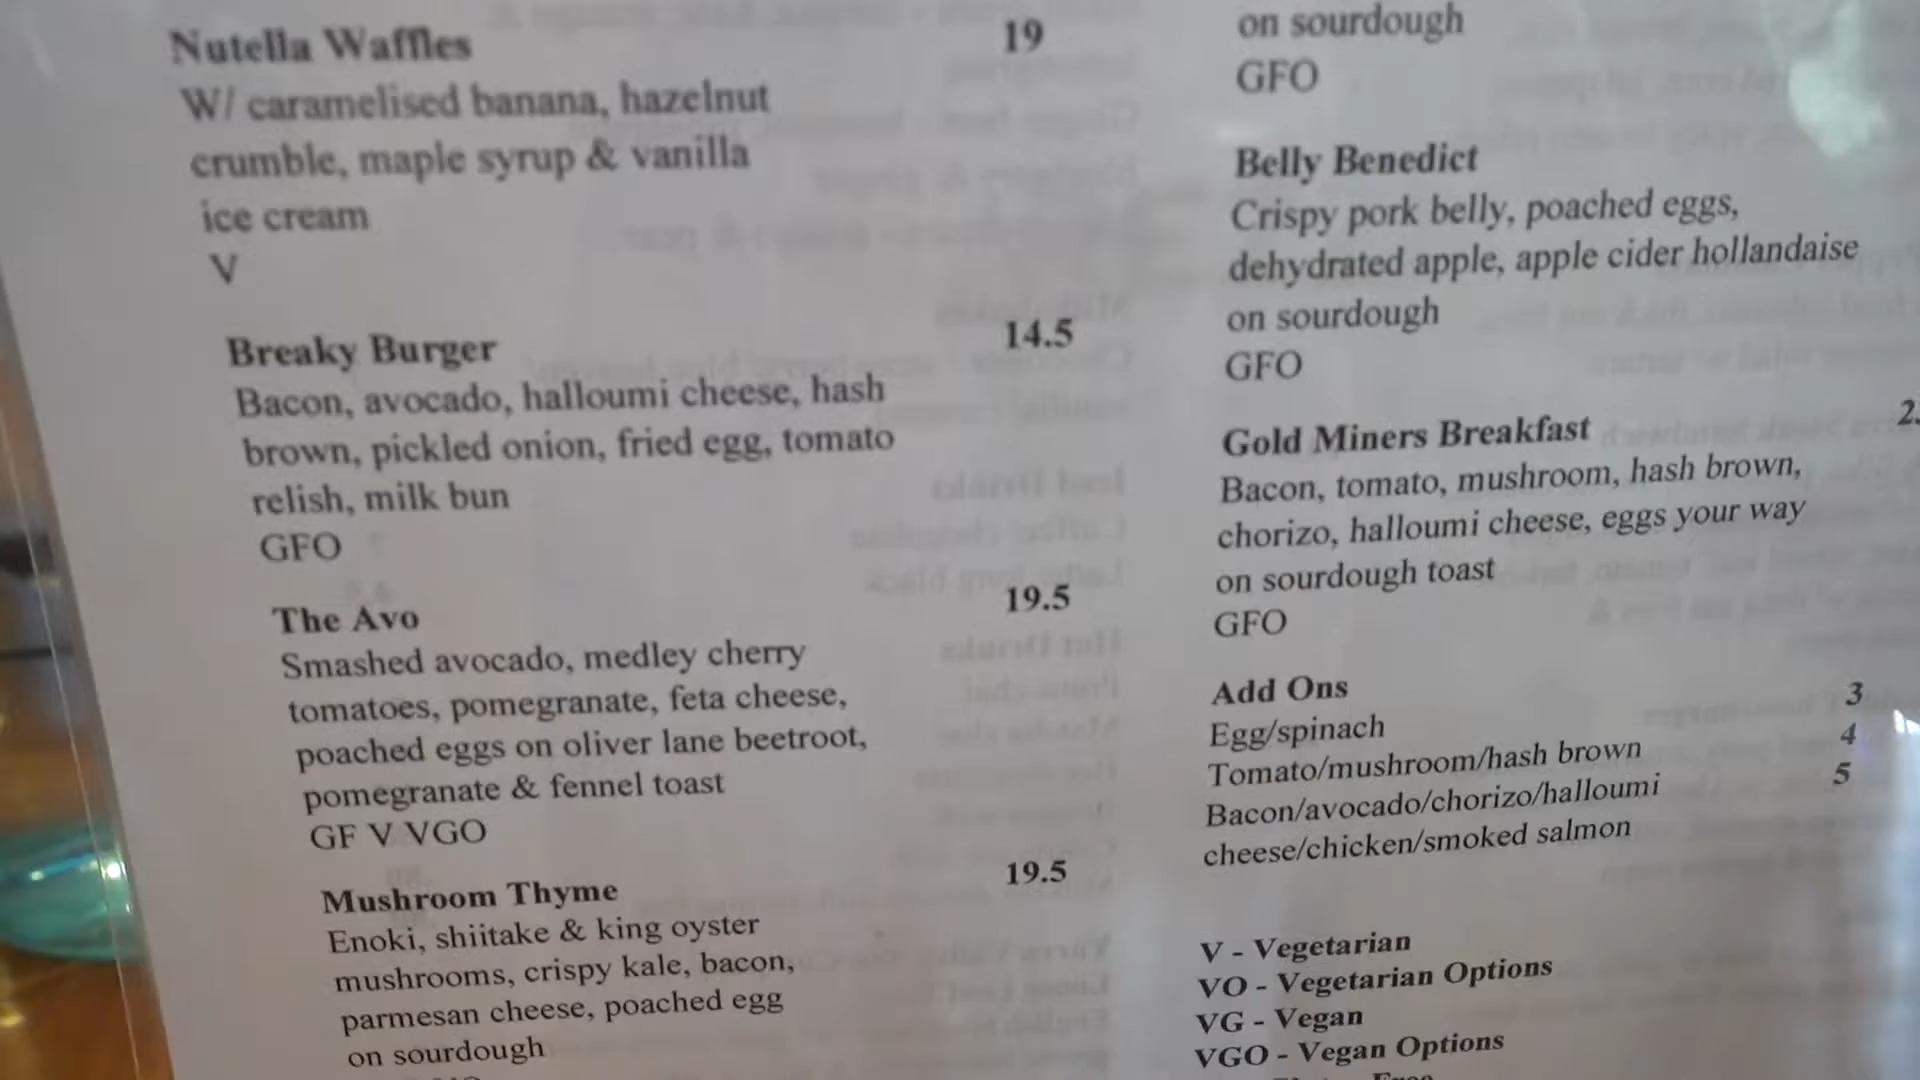 Nutella Waffles 19
W/ caramelised banana, hazelnut
crumble, maple syrup & vanilla
ice cream
V
Breaky Burger 14.5
Bacon, avocado, halloumi cheese, hash
brown, pickled onion, fried egg, tomato
relish, milk bun
GFO
The Avo 19.5
Smashed avocado, medley cherry
tomatoes, pomegranate, feta cheese,
poached eggs on oliver lane beetroot,
pomegranate & fennel toast
GF V VGO
Mushroom Thyme 19.5
Enoki, shiitake & king oyster
mushrooms, crispy kale, bacon,
parmesan cheese, poached egg
on sourdough
on sourdough
GFO
Belly Benedict
Crispy pork belly, poached eggs,
dehydrated apple, apple cider hollandaise
on sourdough
GFO
Gold Miners Breakfast
Bacon, tomato, mushroom, hash brown,
chorizo, halloumi cheese, eggs your way
on sourdough toast
GFO
Add Ons
Egg/spinach 3
Tomato/mushroom/hash brown 4
Bacon/avocado/chorizo/halloumi 5
cheese/chicken/smoked salmon
V - Vegetarian
VO - Vegetarian Options
VG - Vegan
VGO - Vegan Options